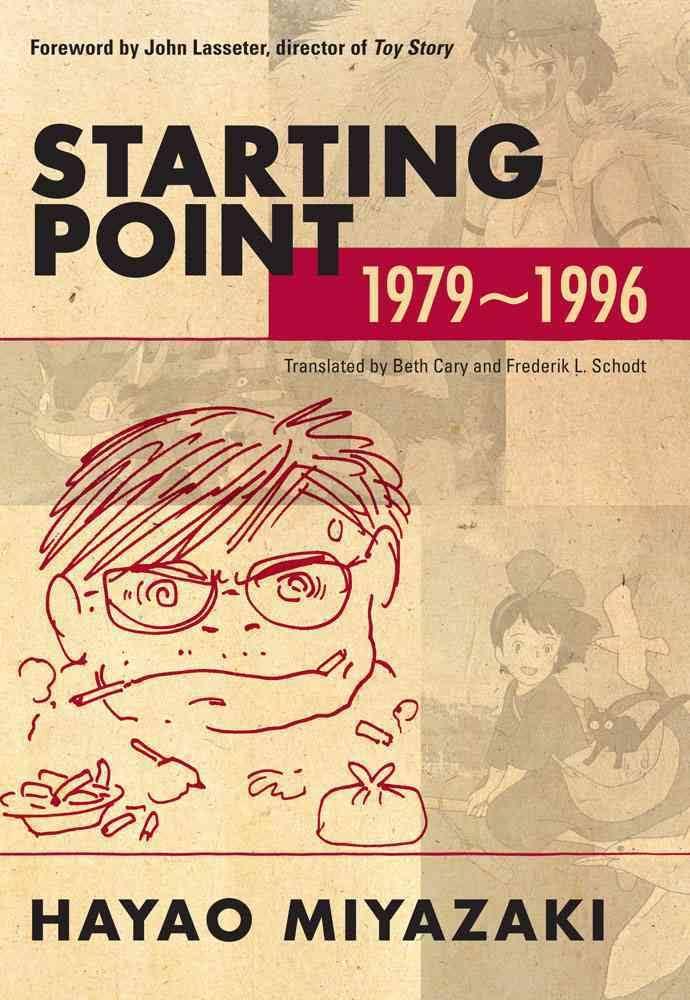 Foreword by John Lasseter, director of Toy Story
STARTING
POINT
1979~1996
Translated by Beth Cary and Frederik L. Schodt
HAYAO MIYAZAKI